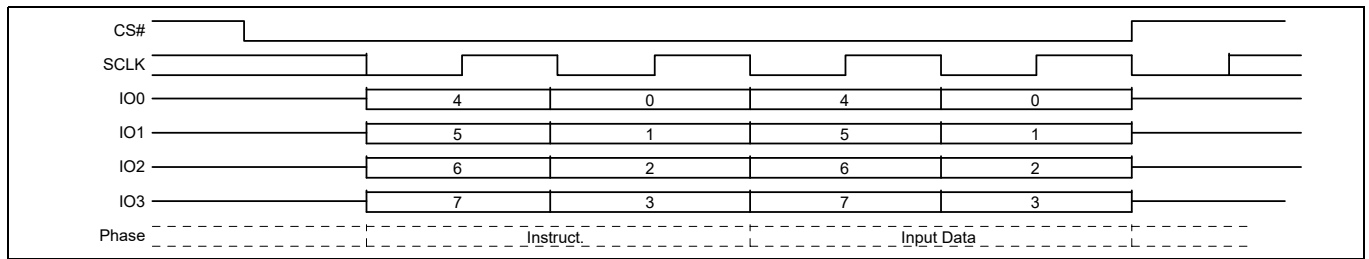 CS#
SCLK
IO0 4 0 4 0
IO1 5 1 5 1
IO2 6 2 6 2
IO3 7 3 7 3
Phase Instruct. Input Data